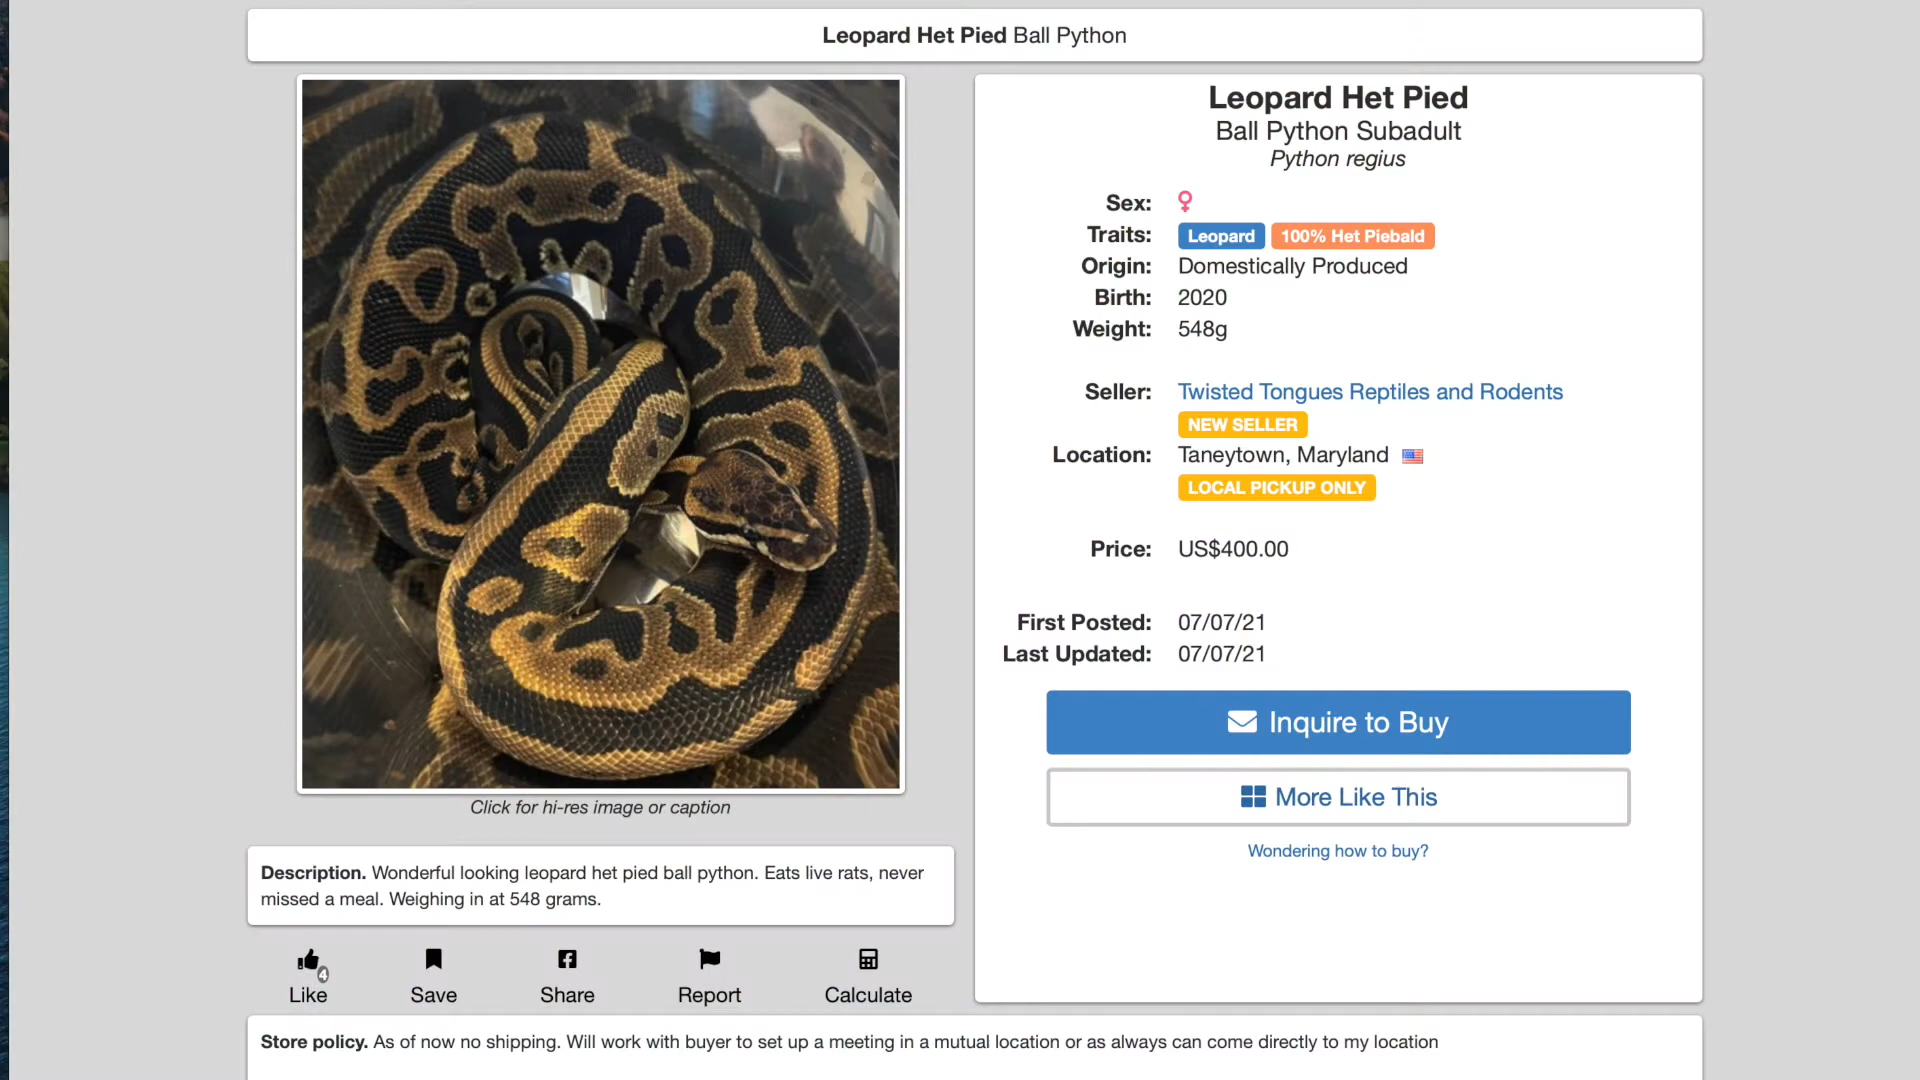 Leopard Het Pied Ball Python
Leopard Het Pied
Ball Python Subadult
Python regius
Sex: ♀
Traits: Leopard 100% Het Piebald
Origin: Domestically Produced
Birth: 2020
Weight: 548g
Seller: Twisted Tongues Reptiles and Rodents
NEW SELLER
Location: Taneytown, Maryland
LOCAL PICKUP ONLY
Price: US$400.00
First Posted: 07/07/21
Last Updated: 07/07/21
Inquire to Buy
More Like This
Wondering how to buy?
Click for hi-res image or caption
Description. Wonderful looking leopard het pied ball python. Eats live rats, never
missed a meal. Weighing in at 548 grams.
4
Like Save Share Report Calculate
Store policy. As of now no shipping. Will work with buyer to set up a meeting in a mutual location or as always can come directly to my location